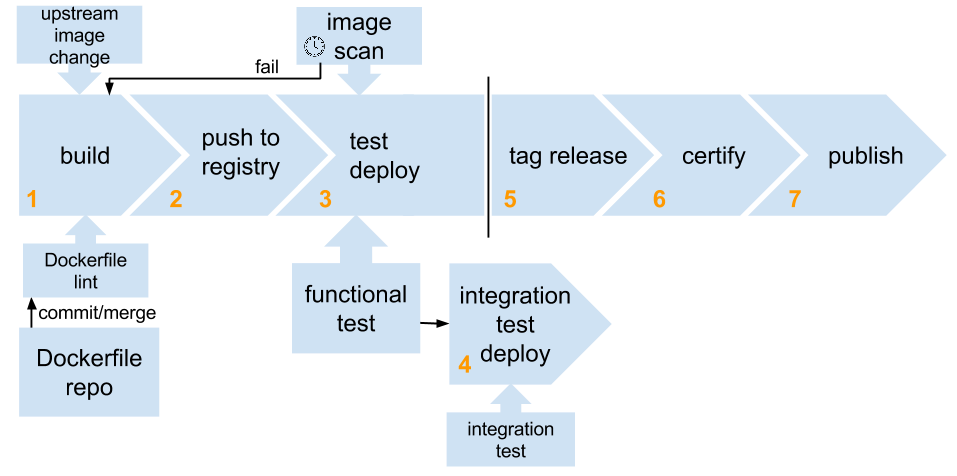 upstream
image
change
image
scan
fail
build
1
push to
registry
2
test
deploy
3
tag release
5
certify
6
publish
7
Dockerfile
lint
commit/merge
Dockerfile
repo
functional
test
integration
test
deploy
4
integration
test